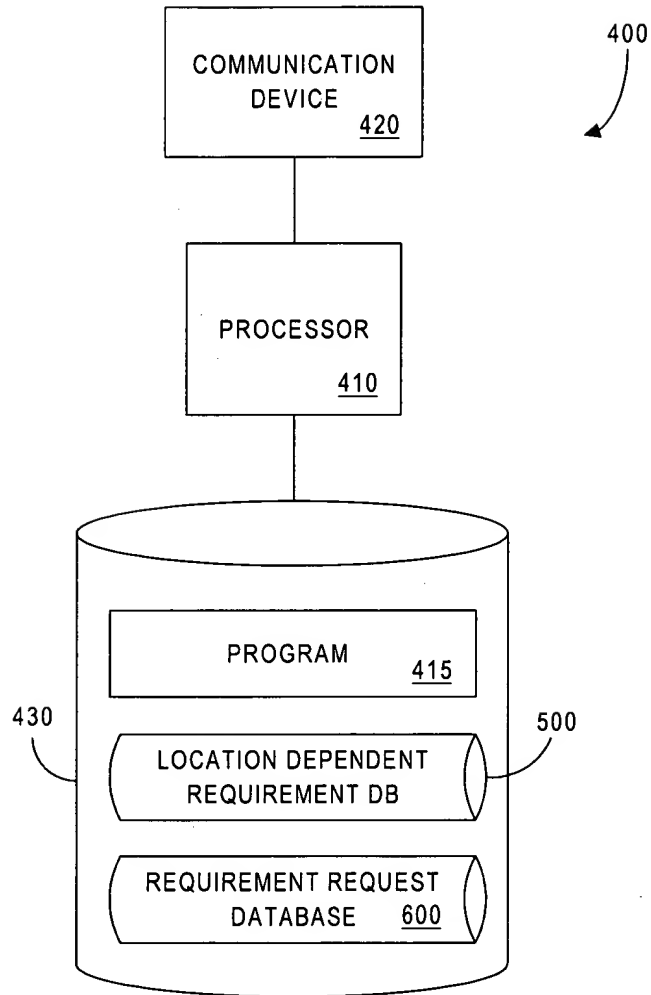 400
COMMUNICATION
DEVICE
420
PROCESSOR
410
PROGRAM
415
430
500
LOCATION DEPENDENT
REQUIREMENT DB
REQUIREMENT REQUEST
DATABASE 600